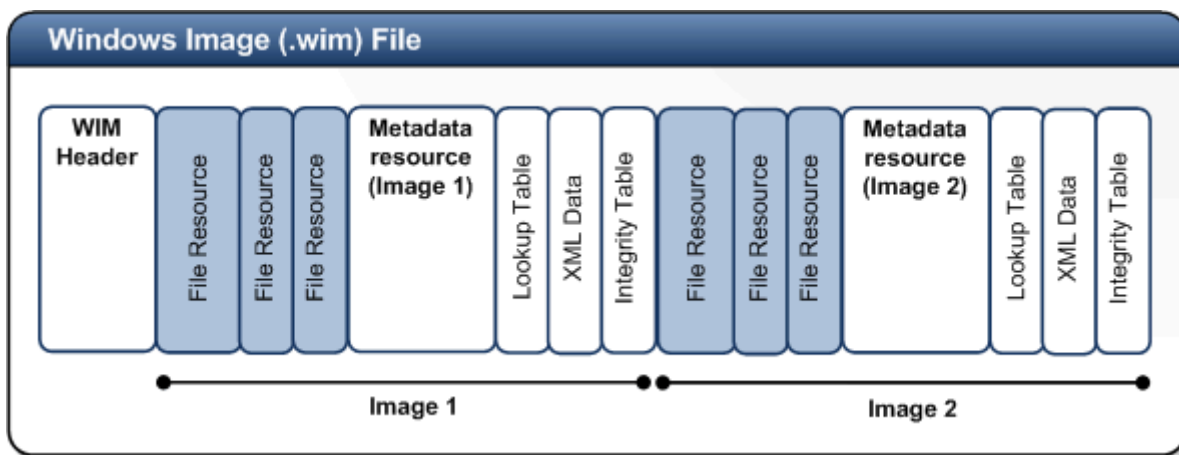 Windows Image (.wim) File
WIM
Header
File Resource
File Resource
File Resource
Metadata
resource
(Image 1)
Lookup Table
XML Data
Integrity Table
File Resource
File Resource
File Resource
Metadata
resource
(Image 2)
Lookup Table
XML Data
Integrity Table
Image 1
Image 2